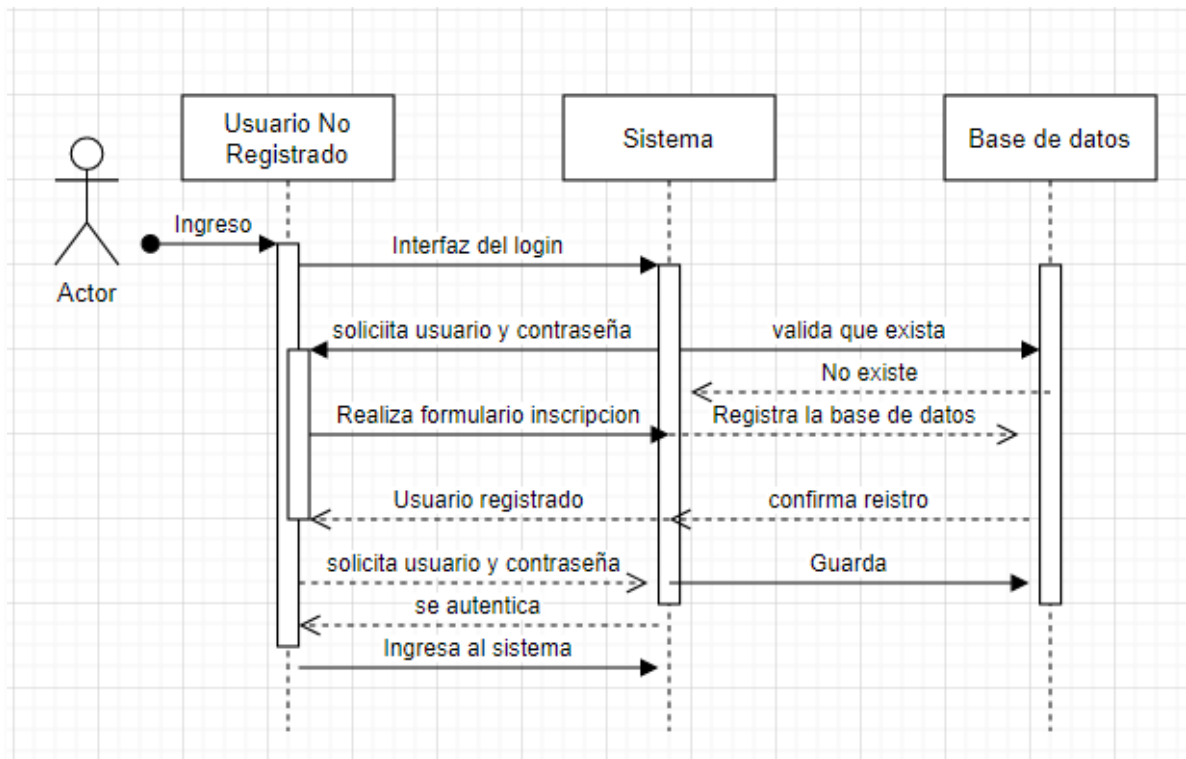 Usuario No
Registrado
Sistema
Base de datos
Actor
Ingreso
Interfaz del login
soliciita usuario y contraseña
valida que exista
No existe
Realiza formulario inscripcion
Registra la base de datos
Usuario registrado
confirma reistro
solicita usuario y contraseña
Guarda
se autentica
Ingresa al sistema